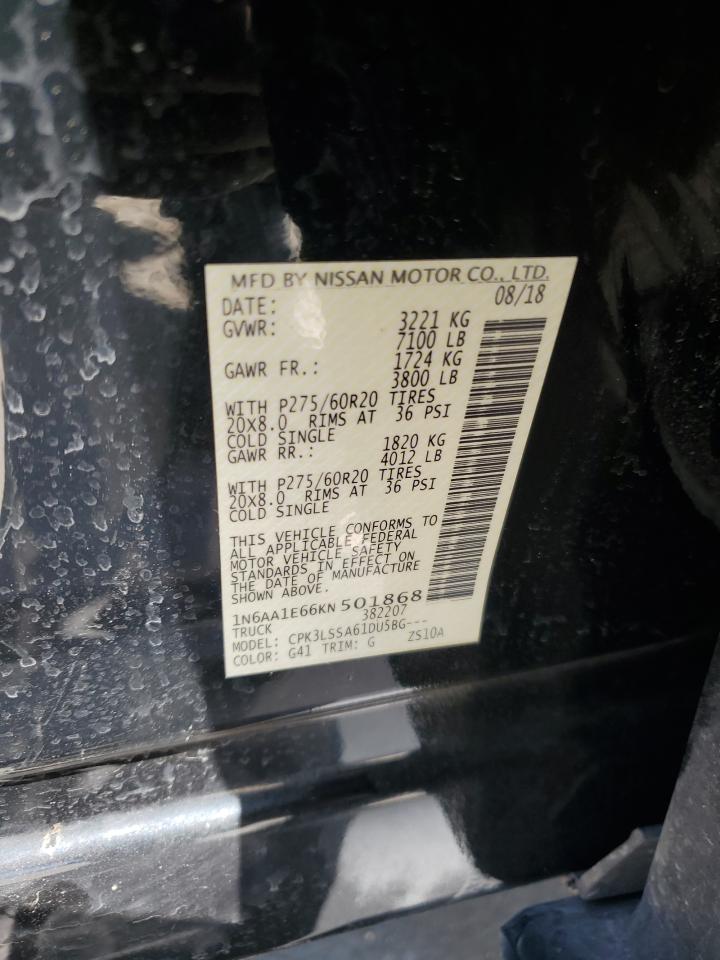 MFD BY NISSAN MOTOR CO., LTD.
DATE: 08/18
GVWR: 3221 KG
7100 LB
GAWR FR.: 1724 KG
3800 LB
WITH P275/60R20 TIRES
20X8.0 RIMS AT 36 PSI
COLD SINGLE
GAWR RR.: 1820 KG
4012 LB
WITH P275/60R20 TIRES
20X8.0 RIMS AT 36 PSI
COLD SINGLE
THIS VEHICLE CONFORMS TO
ALL APPLICABLE FEDERAL
MOTOR VEHICLE SAFETY
STANDARDS IN EFFECT ON
THE DATE OF MANUFACTURE
SHOWN ABOVE.
1N6AA1E66KN501868
TRUCK 382207
MODEL: CPK3LSSA61DU5BG---
COLOR: G41 TRIM: G ZS10A